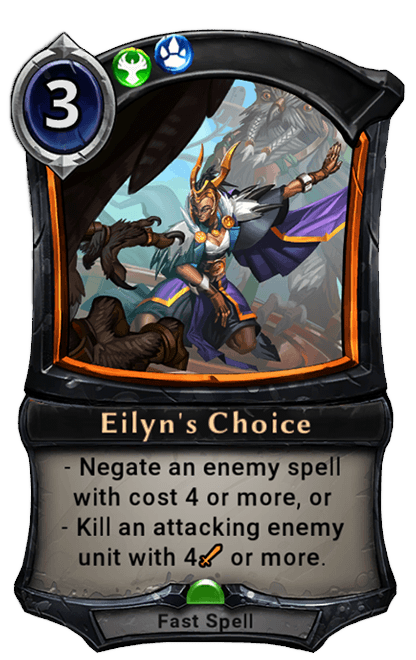 3
Eilyn's Choice
- Negate an enemy spell
with cost 4 or more, or
- Kill an attacking enemy
unit with 4 or more.
Fast Spell